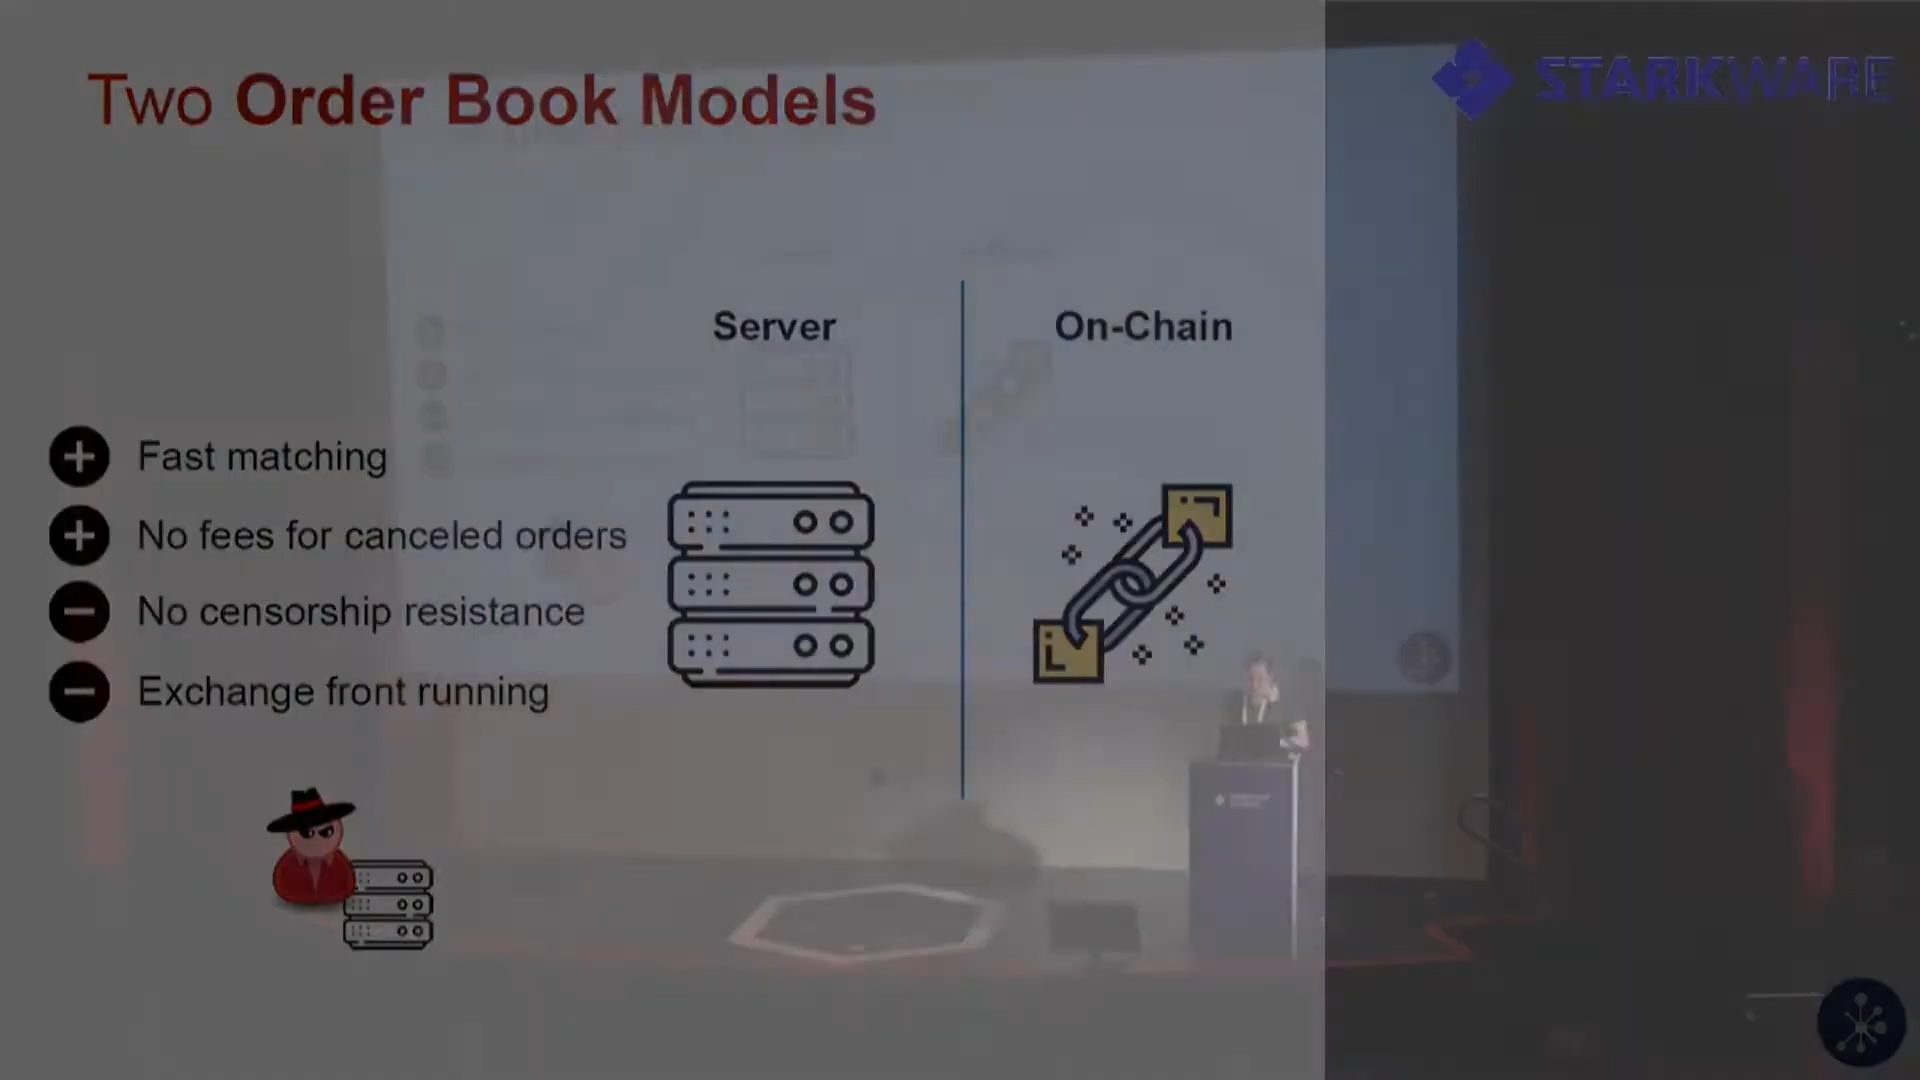 Two Order Book Models
STARKWARE
Server
On-Chain
Fast matching
No fees for canceled orders
No censorship resistance
Exchange front running